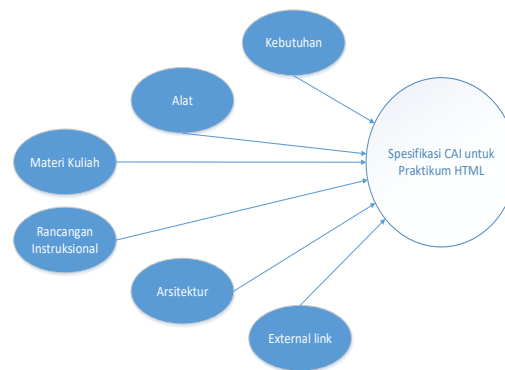 Kebutuhan
Alat
Spesifikasi CAI untuk
Praktikum HTML
Materi Kuliah
Rancangan
Instruksional
Arsitektur
External link